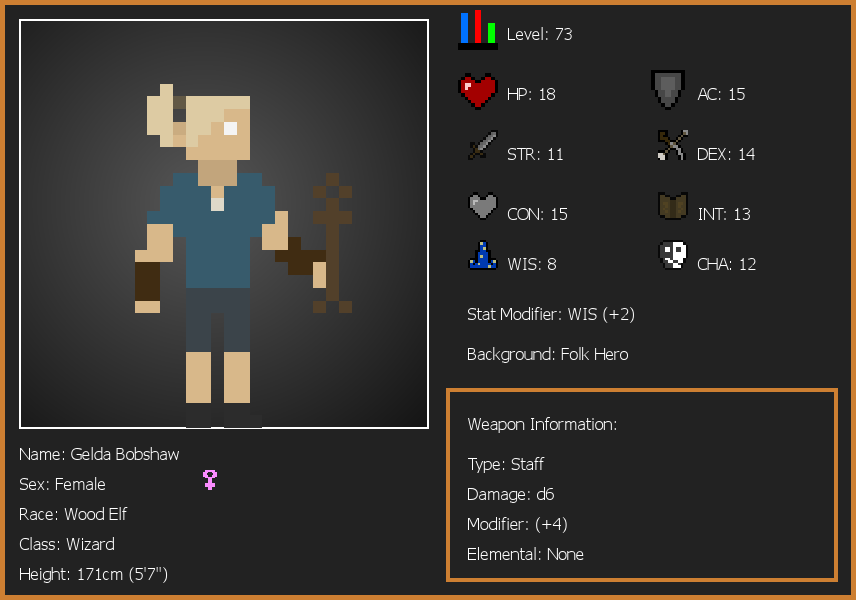 Level: 73
HP: 18
AC: 15
STR: 11
DEX: 14
CON: 15
INT: 13
WIS: 8
CHA: 12
Stat Modifier: WIS (+2)
Background: Folk Hero
Weapon Information:
Type: Staff
Damage: d6
Modifier: (+4)
Elemental: None
Name: Gelda Bobshaw
Sex: Female
Race: Wood Elf
Class: Wizard
Height: 171cm (5'7")